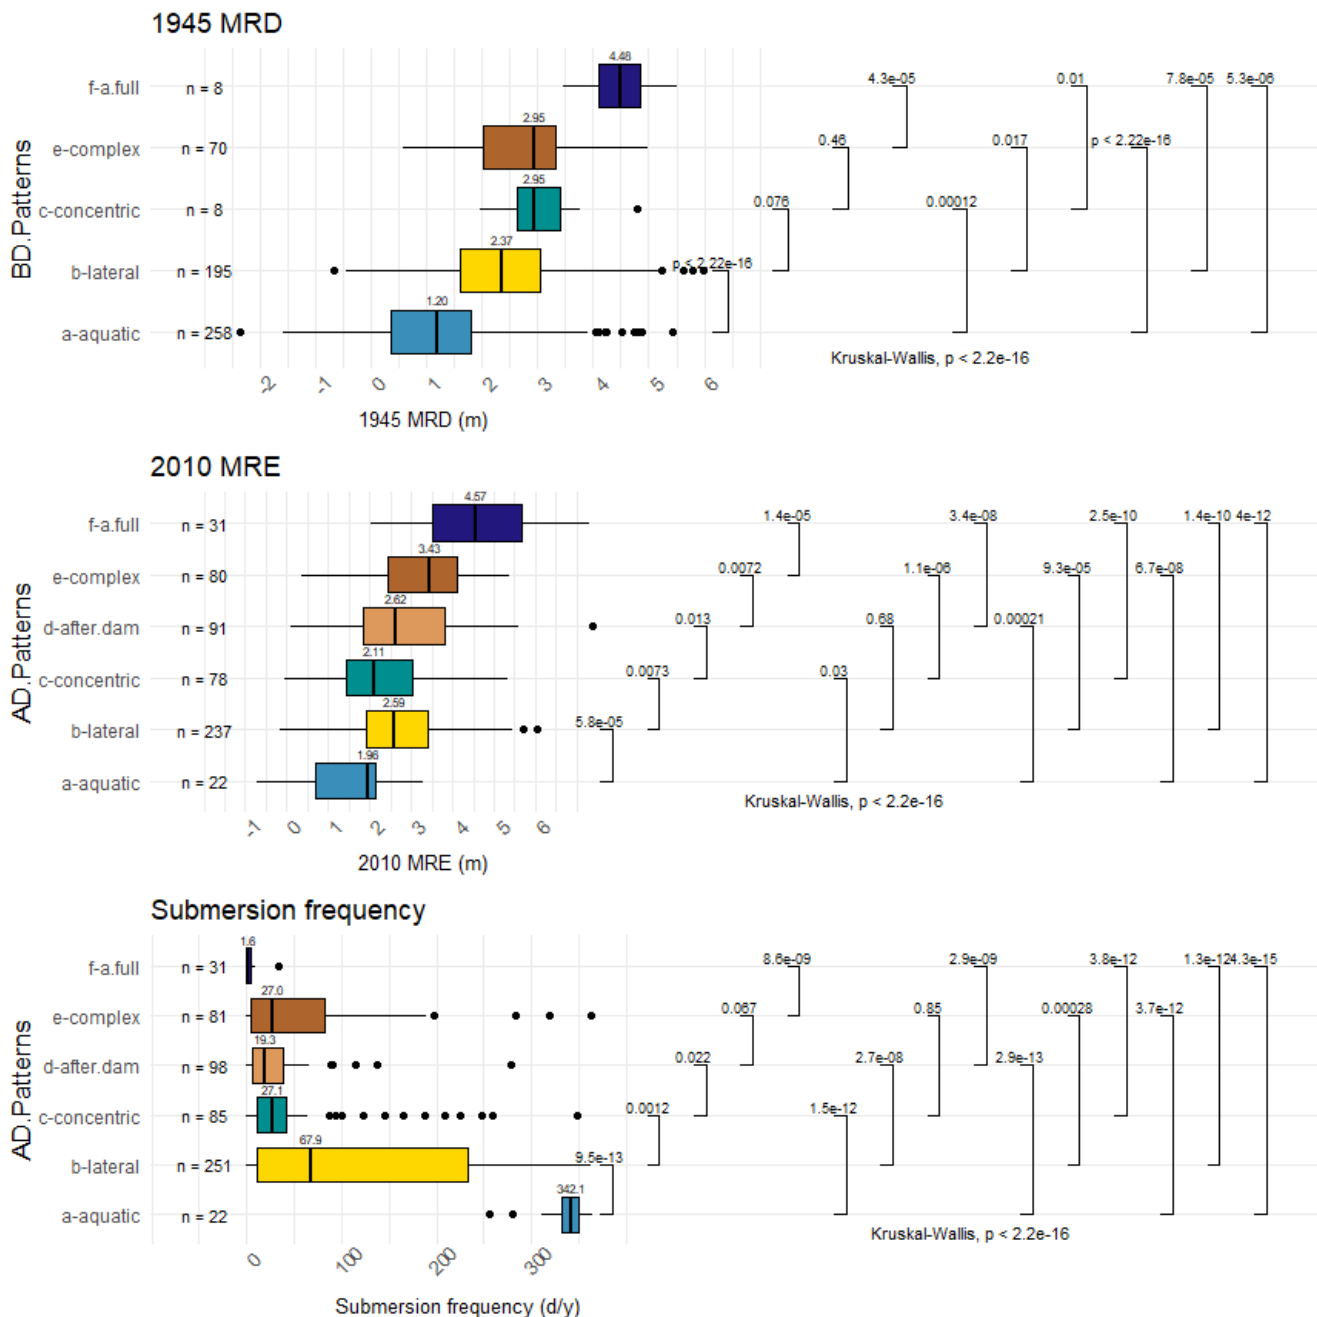 1945 MRD
4.48
f-a.full n = 8 4.3e-05 0.01 7.8e-05 5.3e-06
2.95
e-complex n = 70 0.46 0.017 p < 2.22e-16
2.95
c-concentric n = 8 0.076 0.00012
2.37
b-lateral n = 195 p < 2.22e-16
1.20
a-aquatic n = 258
Kruskal-Wallis, p < 2.2e-16
BD.Patterns
-2 -1 0 1 2 3 4 5 6
1945 MRD (m)
2010 MRE
4.57
f-a.full n = 31 1.4e-05 3.4e-08 2.5e-10 1.4e-10 4e-12
3.43
e-complex n = 80 0.0072 1.1e-06 9.3e-05 6.7e-08
2.62
d-after.dam n = 91 0.013 0.68 0.00021
2.11
c-concentric n = 78 0.0073 0.03
2.59
b-lateral n = 237 5.8e-05
1.96
a-aquatic n = 22
Kruskal-Wallis, p < 2.2e-16
AD.Patterns
-1 0 1 2 3 4 5 6
2010 MRE (m)
Submersion frequency
1.6
f-a.full n = 31 8.6e-09 2.9e-09 3.8e-12 1.3e-12 4.3e-15
27.0
e-complex n = 81 0.067 0.85 0.00028 3.7e-12
19.3
d-after.dam n = 98 0.022 2.7e-08 2.9e-13
27.1
c-concentric n = 85 0.0012 1.5e-12
67.9
b-lateral n = 251 9.5e-13
342.1
a-aquatic n = 22
Kruskal-Wallis, p < 2.2e-16
AD.Patterns
0 100 200 300
Submersion frequency (d/y)